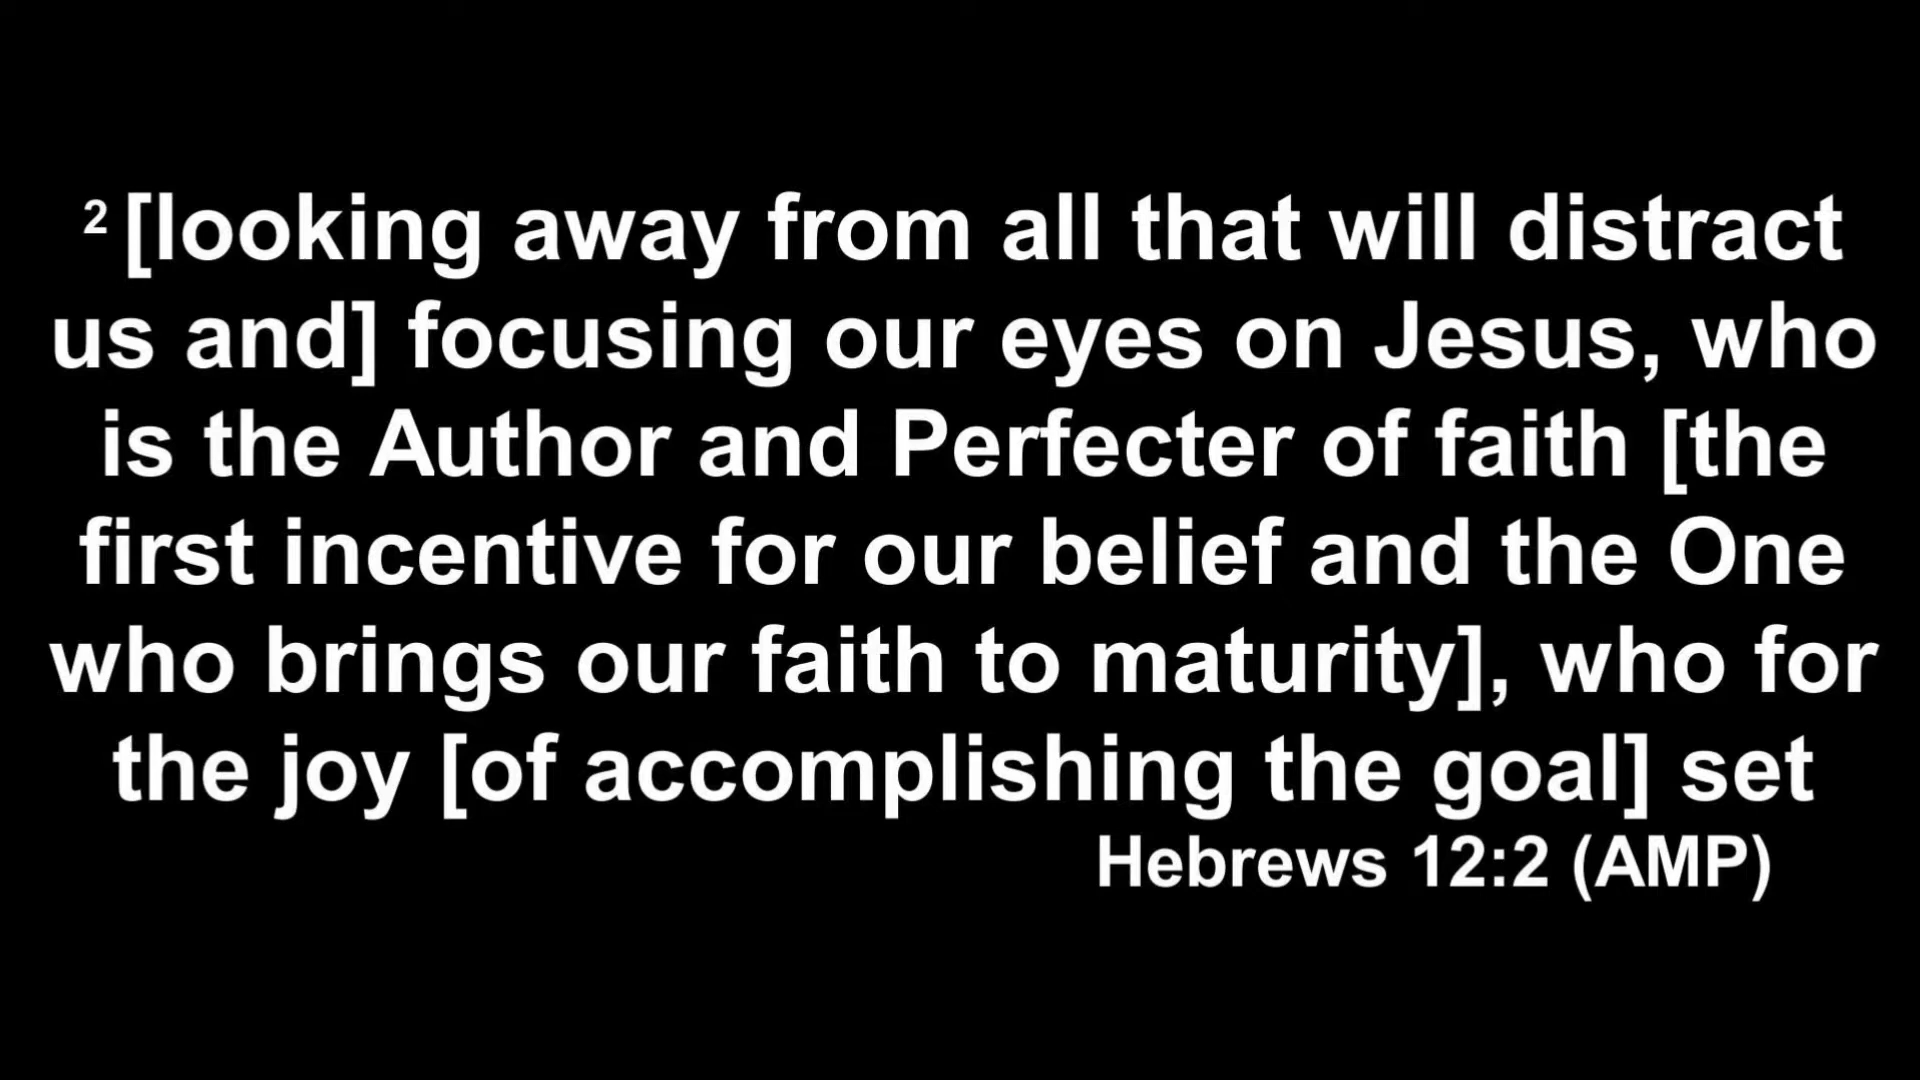 2 [looking away from all that will distract
us and] focusing our eyes on Jesus, who
is the Author and Perfecter of faith [the
first incentive for our belief and the One
who brings our faith to maturity], who for
the joy [of accomplishing the goal] set
Hebrews 12:2 (AMP)